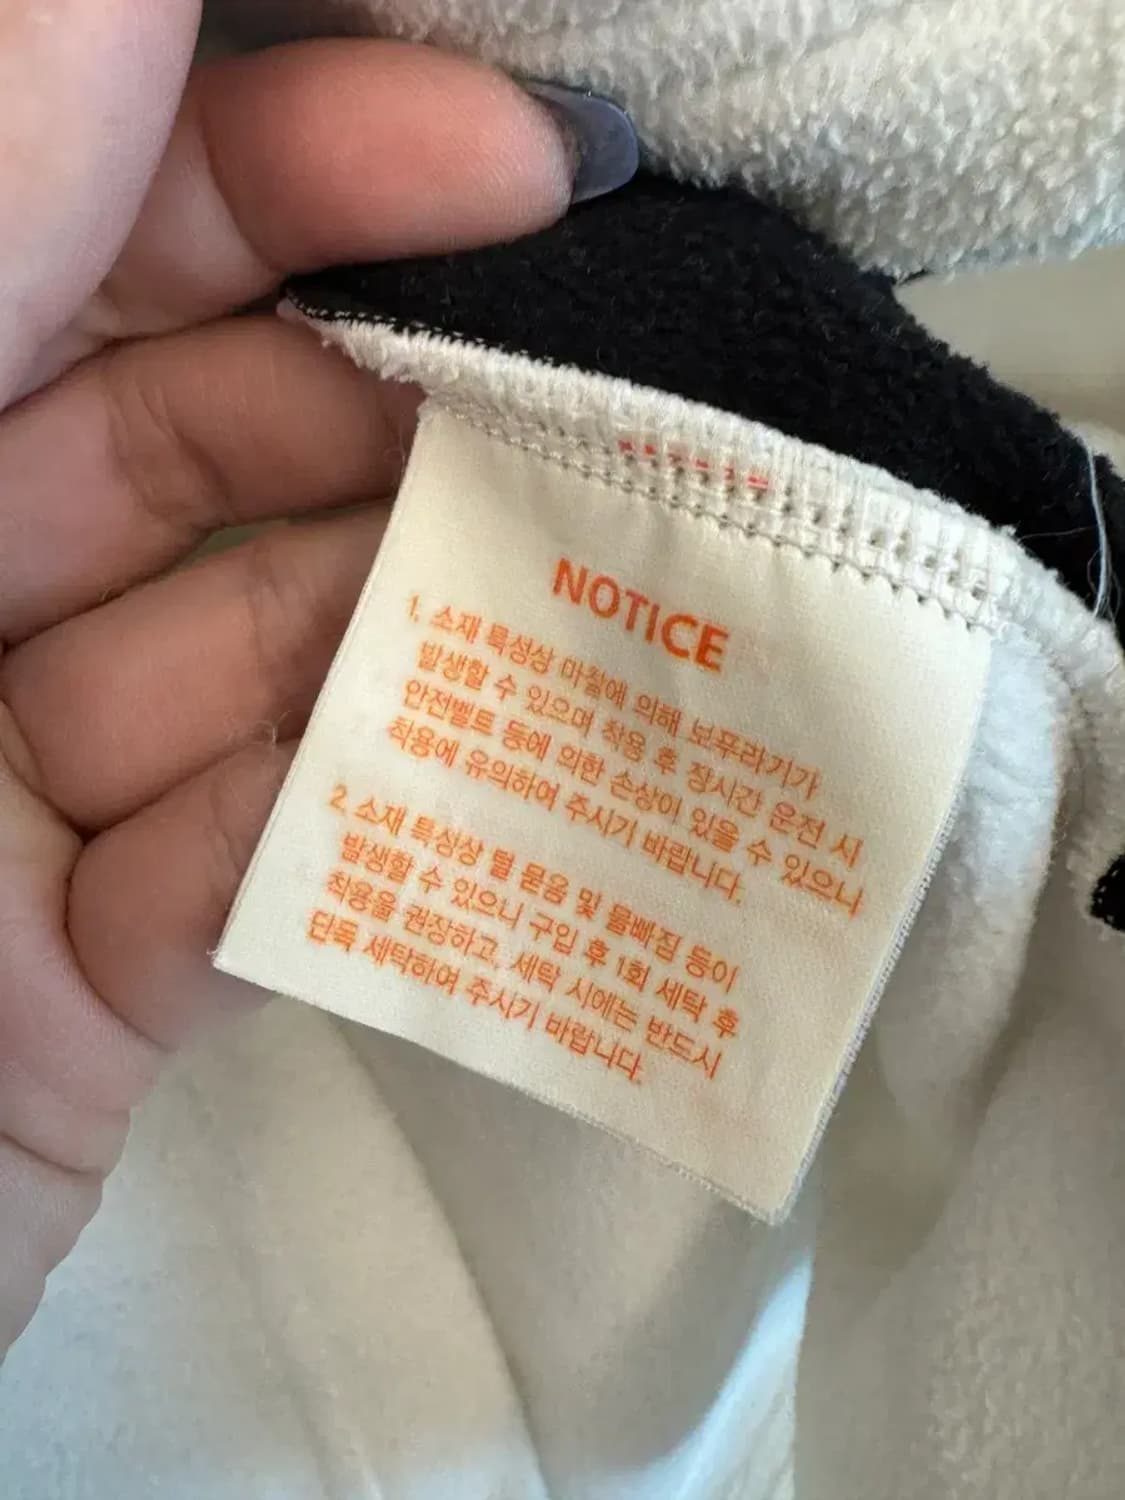 NOTICE
1. 소재 특성상 마찰에 의해 보푸라기가
발생할 수 있으며 착용 후 장시간 운전 시
안전벨트 등에 의한 손상이 있을 수 있으니
착용에 유의하여 주시기 바랍니다.
2 소재 특성상 털 묻음 및 물빠짐 등이
발생할 수 있으니 구입 후 1회 세탁 후
착용을 권장하고, 세탁 시에는 반드시
단독 세탁하여 주시기 바랍니다.